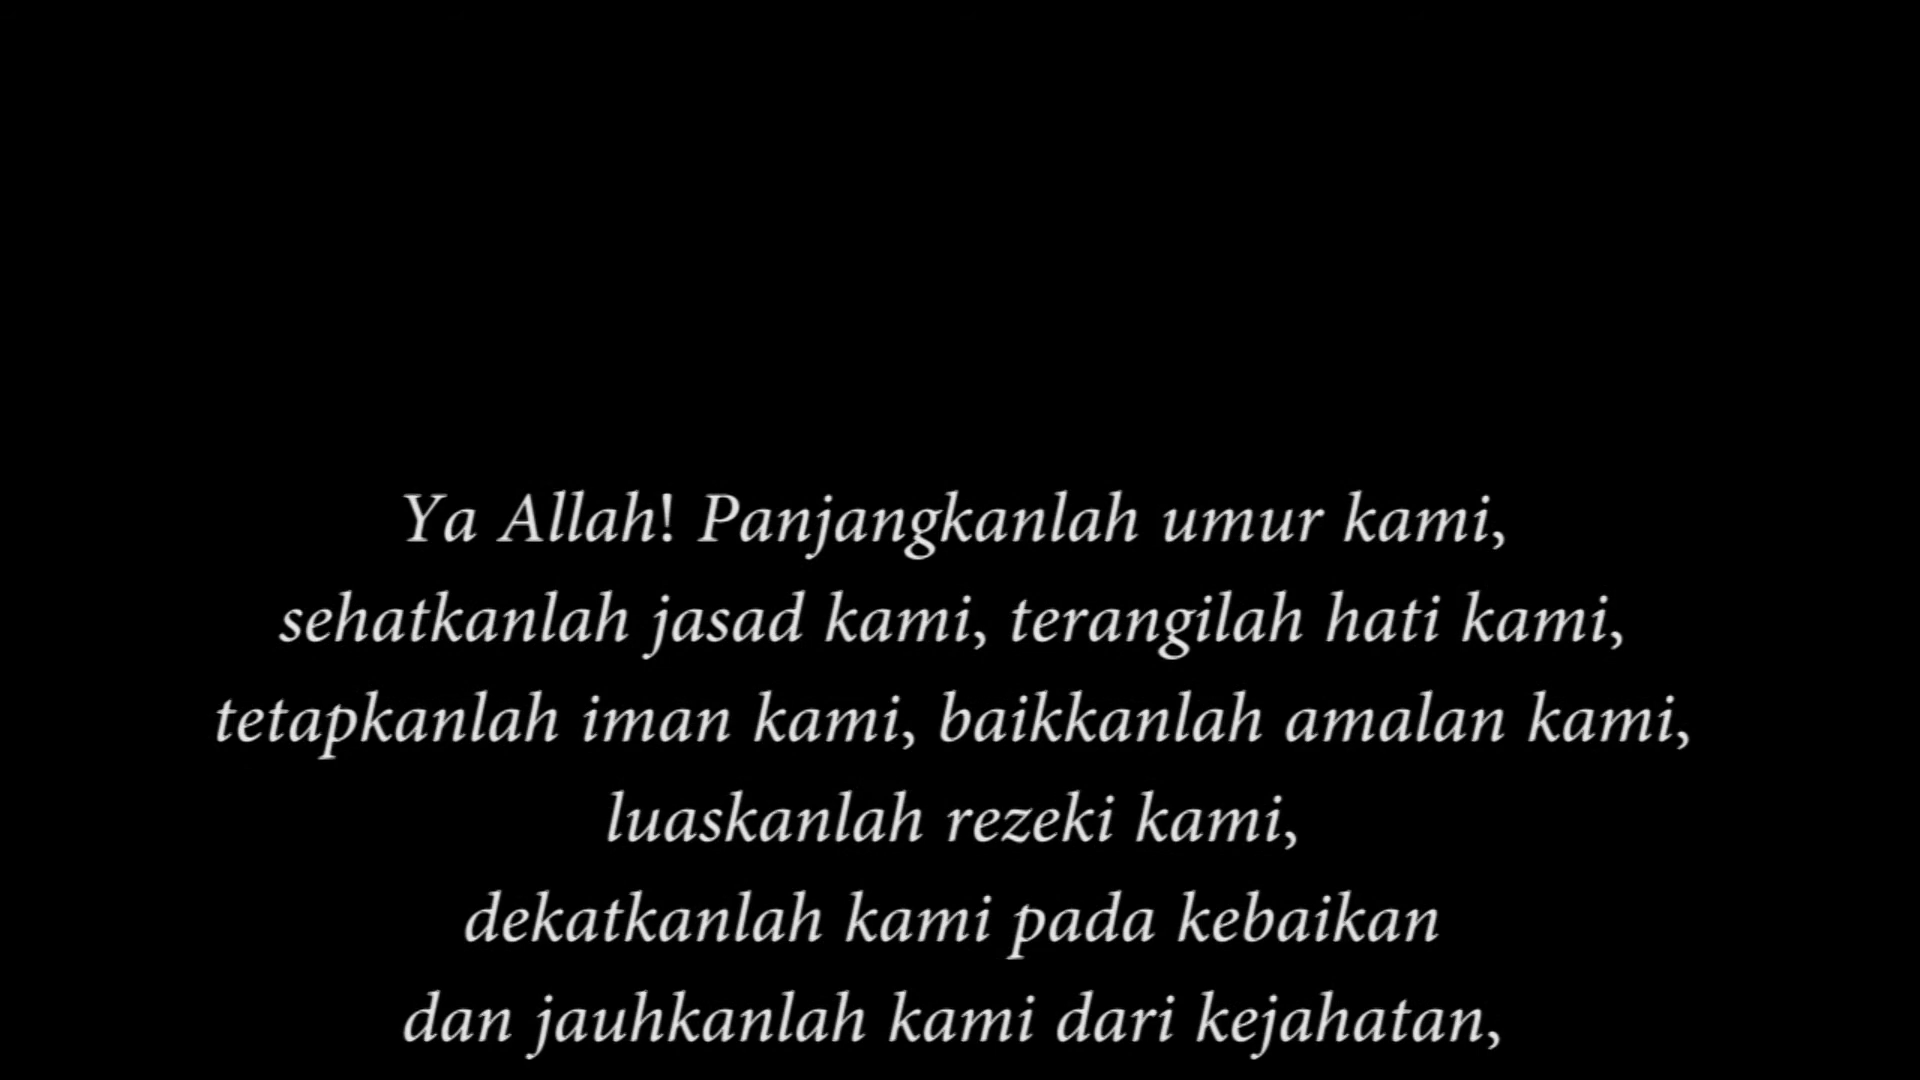 Ya Allah! Panjangkanlah umur kami,
sehatkanlah jasad kami, terangilah hati kami,
tetapkanlah iman kami, baikkanlah amalan kami,
luaskanlah rezeki kami,
dekatkanlah kami pada kebaikan
dan jauhkanlah kami dari kejahatan,